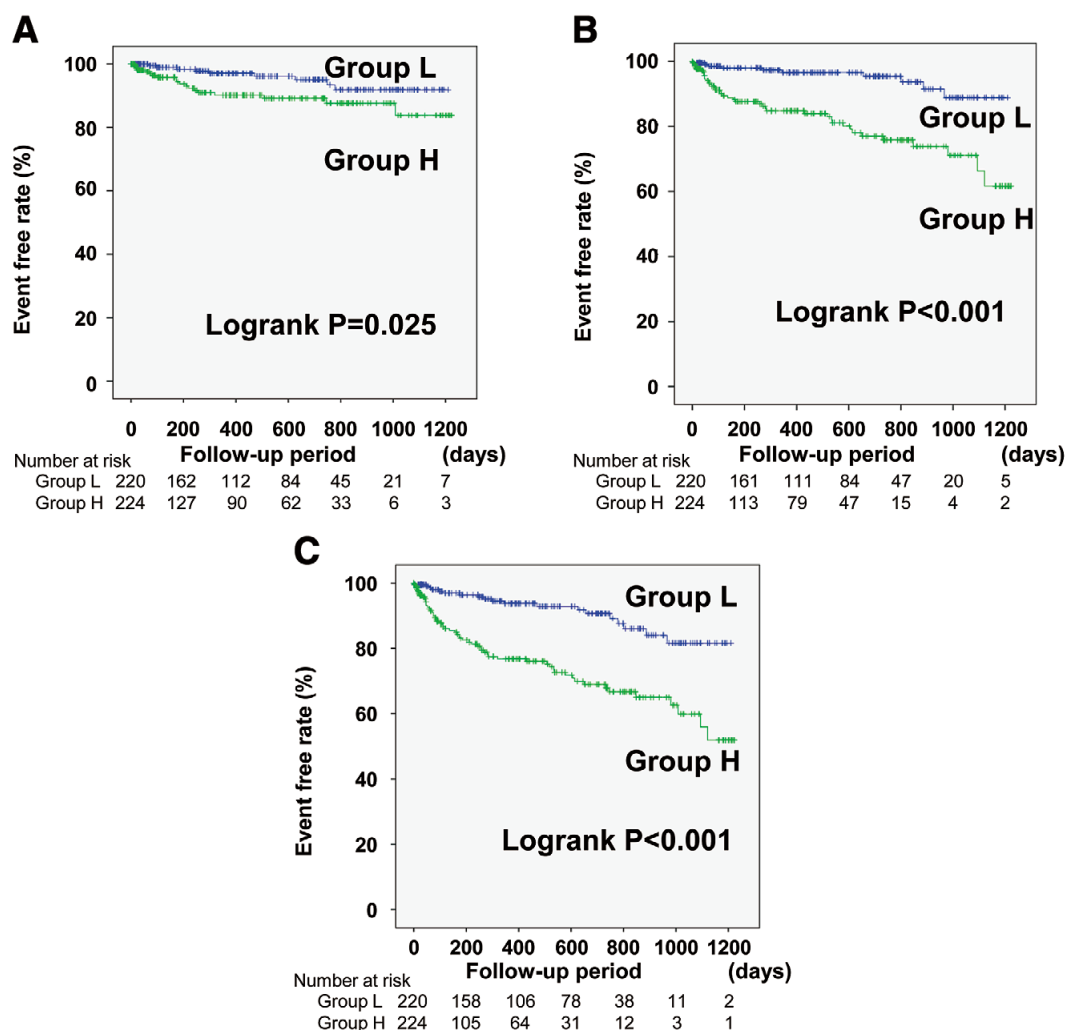 A
Event free rate (%)
100
80
60
40
20
0
Group L
Group H
Logrank P=0.025
0 200 400 600 800 1000 1200
Follow-up period (days)
Number at risk
Group L 220 162 112 84 45 21 7
Group H 224 127 90 62 33 6 3
B
Event free rate (%)
100
80
60
40
20
0
Group L
Group H
Logrank P<0.001
0 200 400 600 800 1000 1200
Follow-up period (days)
Number at risk
Group L 220 161 111 84 47 20 5
Group H 224 113 79 47 15 4 2
C
Event free rate (%)
100
80
60
40
20
0
Group L
Group H
Logrank P<0.001
0 200 400 600 800 1000 1200
Follow-up period (days)
Number at risk
Group L 220 158 106 78 38 11 2
Group H 224 105 64 31 12 3 1